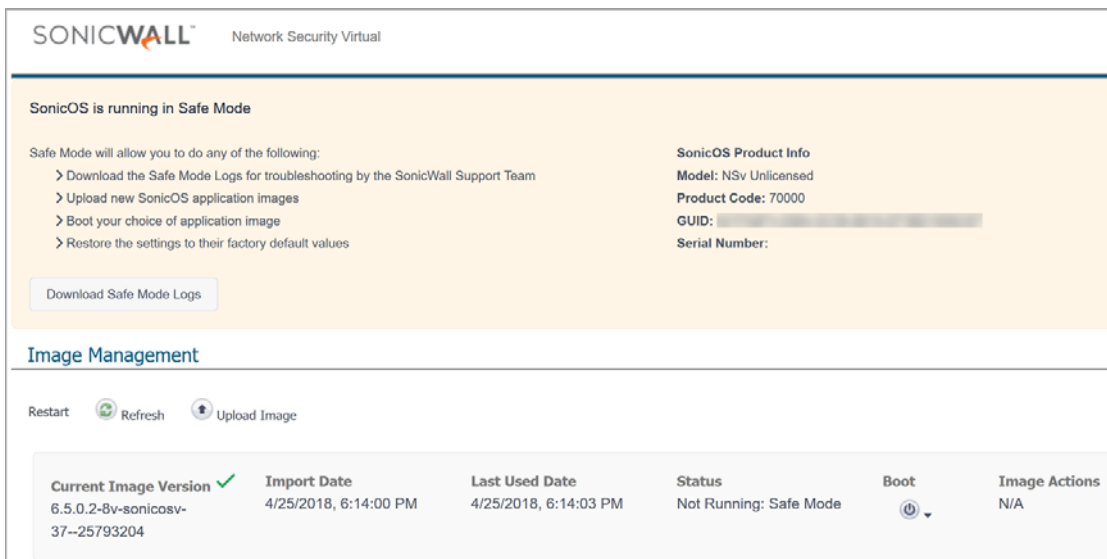 SONICWALL™ Network Security Virtual
SonicOS is running in Safe Mode
Safe Mode will allow you to do any of the following:
Download the Safe Mode Logs for troubleshooting by the SonicWall Support Team
Upload new SonicOS application images
Boot your choice of application image
Restore the settings to their factory default values
Download Safe Mode Logs
SonicOS Product Info
Model: NSv Unlicensed
Product Code: 70000
GUID:
Serial Number:
Image Management
Restart Refresh Upload Image
Current Image Version Import Date Last Used Date Status Boot Image Actions
6.5.0.2-8v-sonicosv- 4/25/2018, 6:14:00 PM 4/25/2018, 6:14:03 PM Not Running: Safe Mode N/A
37--25793204